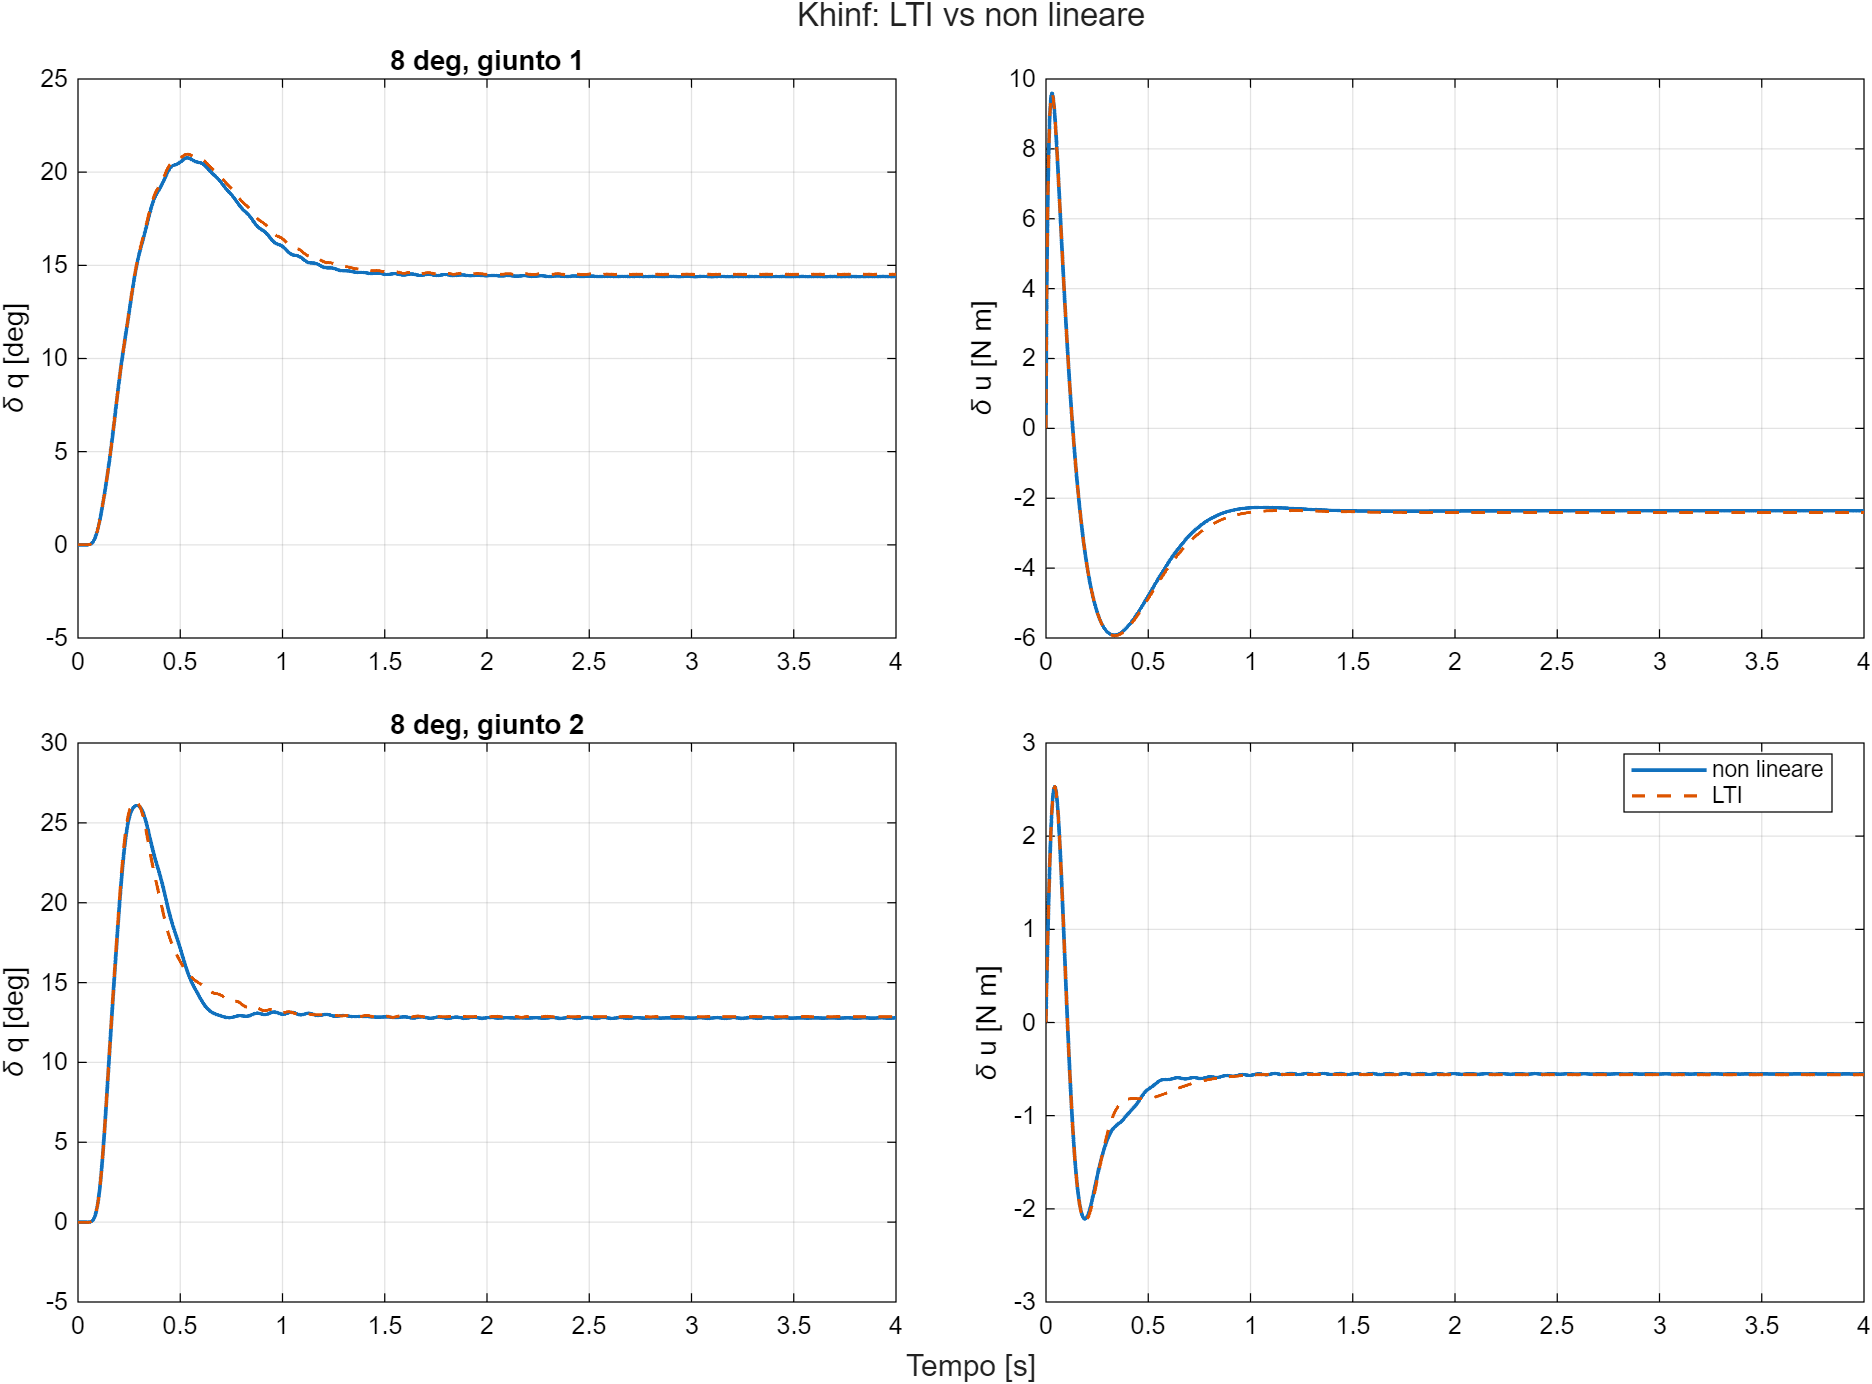 Khinf: LTI vs non lineare
8 deg, giunto 1
25
20
15
10
5
0
-5
δ q [deg]
0 0.5 1 1.5 2 2.5 3 3.5 4
10
8
6
4
2
0
-2
-4
-6
δ u [N m]
0 0.5 1 1.5 2 2.5 3 3.5 4
8 deg, giunto 2
30
25
20
15
10
5
0
-5
δ q [deg]
0 0.5 1 1.5 2 2.5 3 3.5 4
3
2
1
0
-1
-2
-3
δ u [N m]
non lineare
LTI
0 0.5 1 1.5 2 2.5 3 3.5 4
Tempo [s]